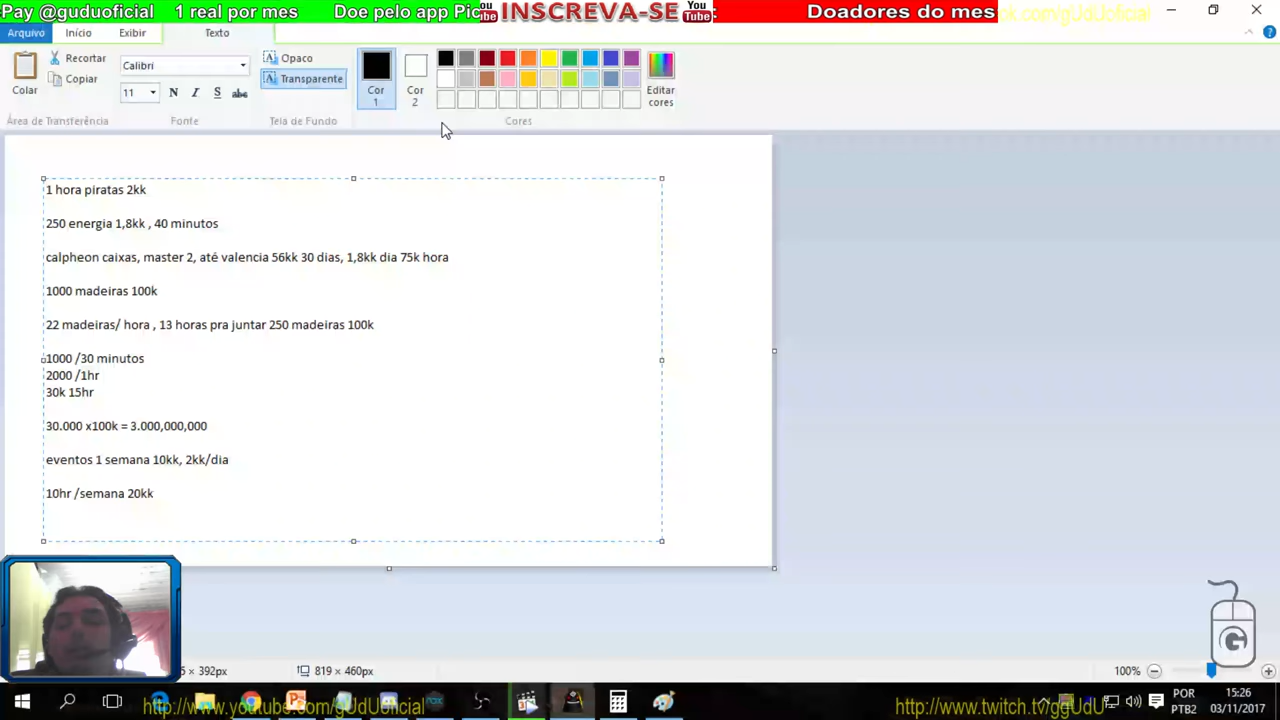 Pay @guduoficial 1 real por mes Doe pelo app Pic
You INSCREVA-SE You
Doadores do mes
Arquivo Início Exibir Texto
Colar
Recortar
Copiar
Área de Transferência
Calibri
11 N I S abc
Fonte
Opaco
Transparente
Tela de Fundo
Cor 1
Cor 2
Editar cores
Cores
1 hora piratas 2kk
250 energia 1,8kk , 40 minutos
calpheon caixas, master 2, até valencia 56kk 30 dias, 1,8kk dia 75k hora
1000 madeiras 100k
22 madeiras/ hora , 13 horas pra juntar 250 madeiras 100k
1000 /30 minutos
2000 /1hr
30k 15hr
30.000 x100k = 3.000,000,000
eventos 1 semana 10kk, 2kk/dia
10hr /semana 20kk
392px
819 × 460px
100%
http://www.youtube.com/gUdUoficial
http://www.twitch.tv/ggUdU
POR
PTB2
15:26
03/11/2017